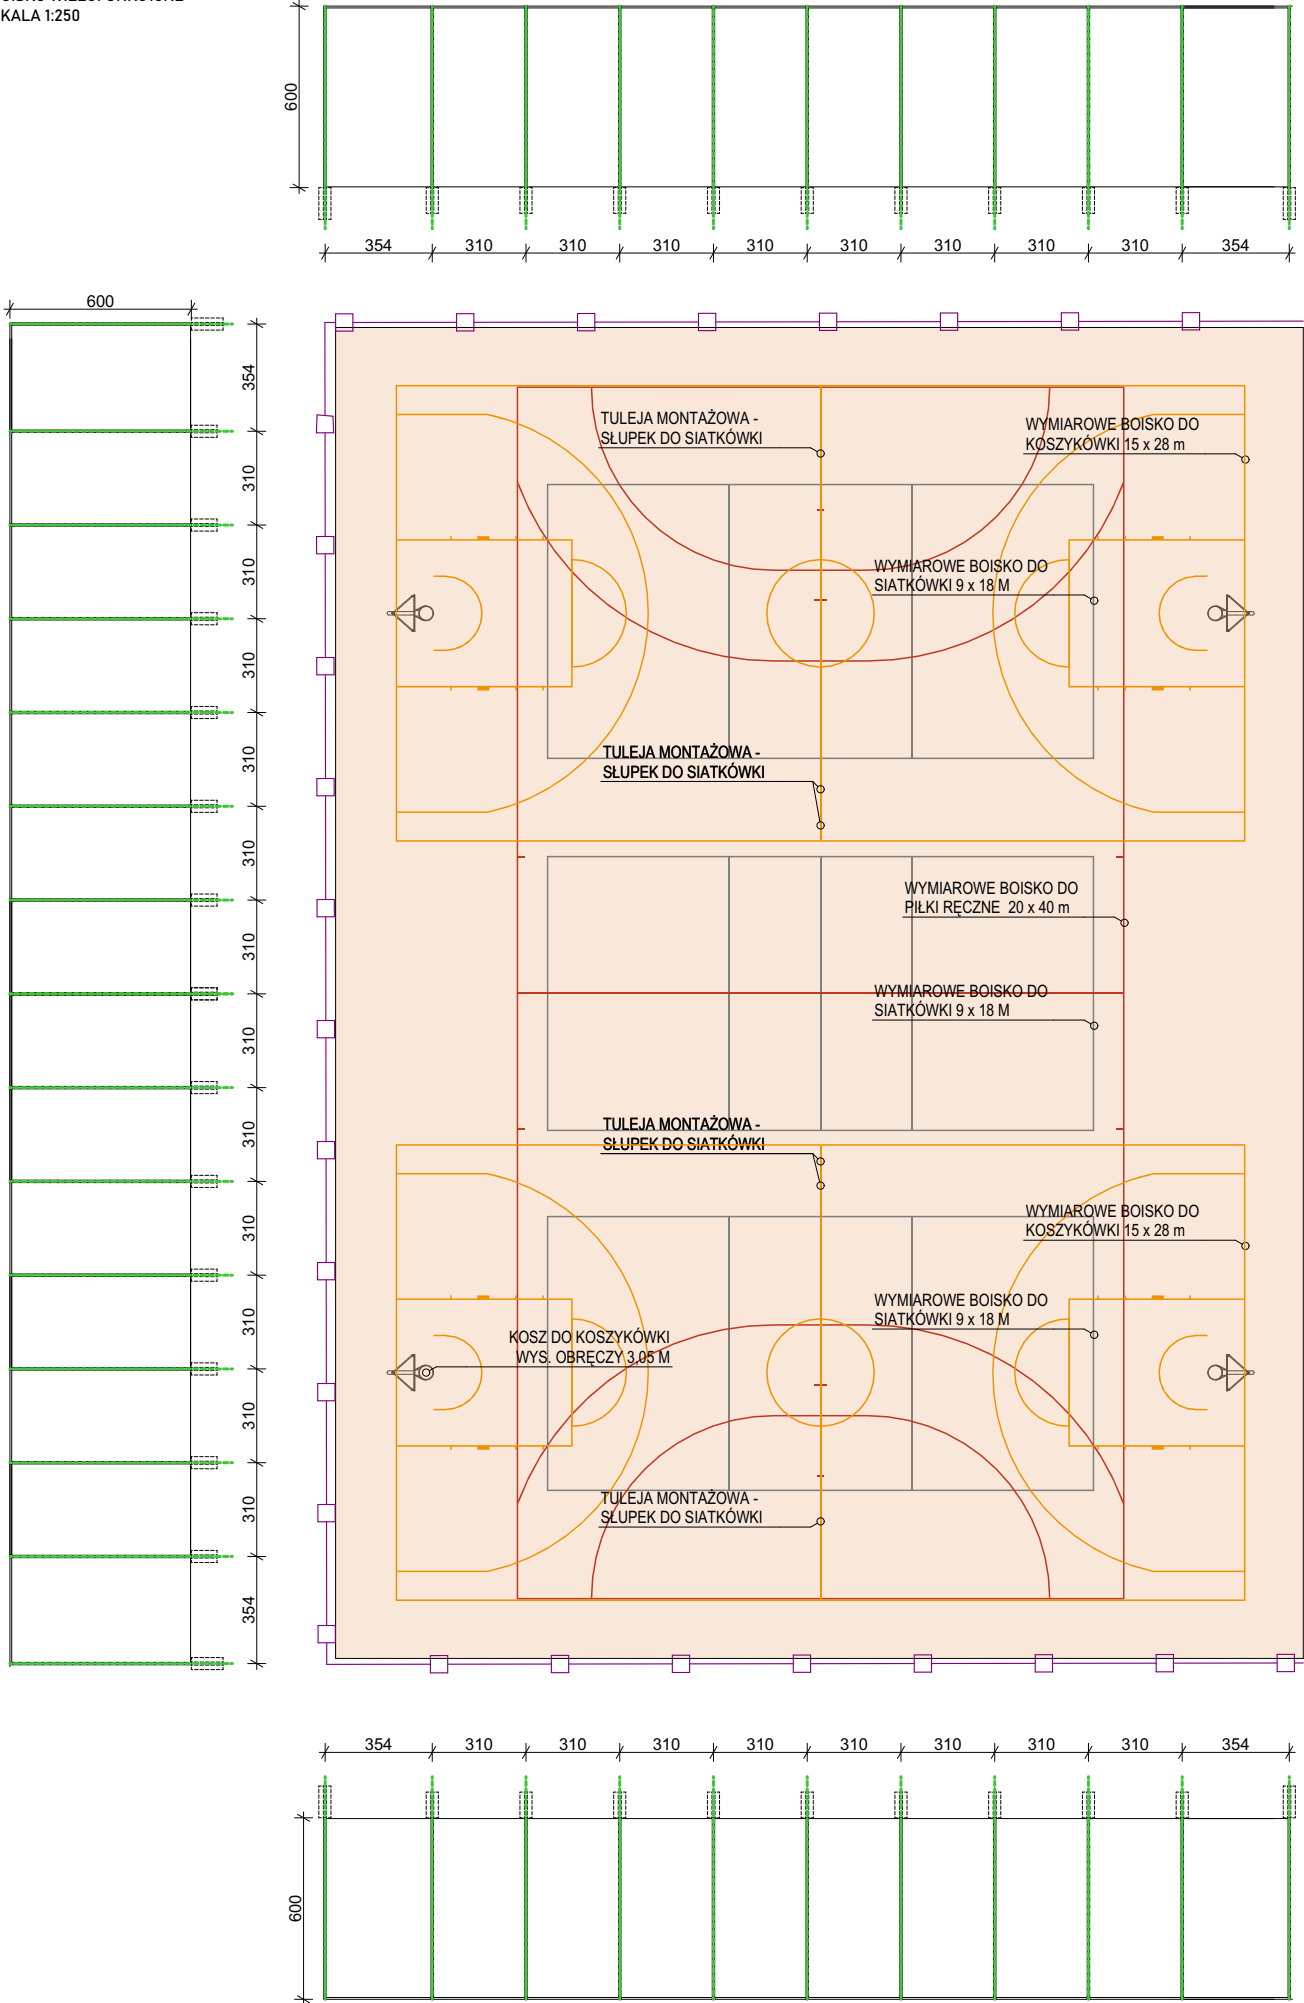 KALA 1:250
600
354 310 310 310 310 310 310 310 310 354
600
354
310
310
310
310
310
310
310
310
310
310
310
310
354
TULEJA MONTAŻOWA -
SŁUPEK DO SIATKÓWKI
WYMIAROWE BOISKO DO
KOSZYKÓWKI 15 x 28 m
WYMIAROWE BOISKO DO
SIATKÓWKI 9 x 18 M
TULEJA MONTAŻOWA -
SŁUPEK DO SIATKÓWKI
WYMIAROWE BOISKO DO
PIŁKI RĘCZNE 20 x 40 m
WYMIAROWE BOISKO DO
SIATKÓWKI 9 x 18 M
TULEJA MONTAŻOWA -
SŁUPEK DO SIATKÓWKI
WYMIAROWE BOISKO DO
KOSZYKÓWKI 15 x 28 m
WYMIAROWE BOISKO DO
SIATKÓWKI 9 x 18 M
KOSZ DO KOSZYKÓWKI
WYS. OBRĘCZY 3,05 M
TULEJA MONTAŻOWA -
SŁUPEK DO SIATKÓWKI
354 310 310 310 310 310 310 310 310 354
600